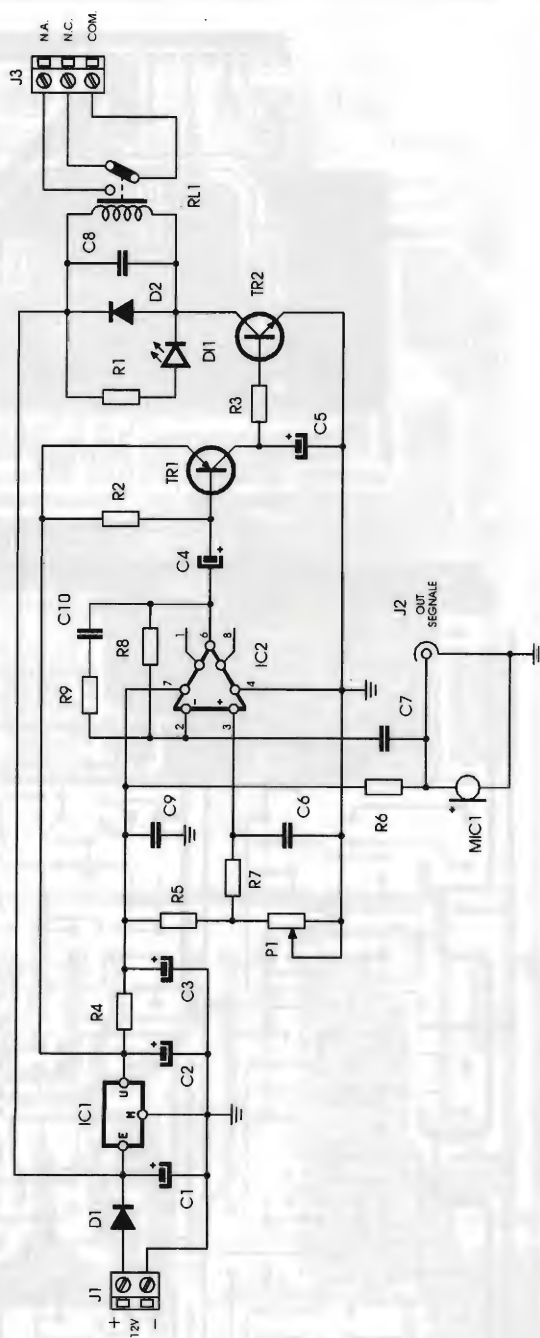 J1
+
12V
−
D1
C1
IC1
E
M
U
C2
R4
C3
R5
P1
C9
R7
C6
R9
C10
R8
2
3
7
-
+
4
6
1
8
IC2
R6
C7
+
MIC1
J2
OUT
SEGNALE
C4
+
R2
TR1
R3
+
C5
R1
D2
DI1
C8
TR2
RL1
J3
N.A.
N.C.
COM.
+
+
+